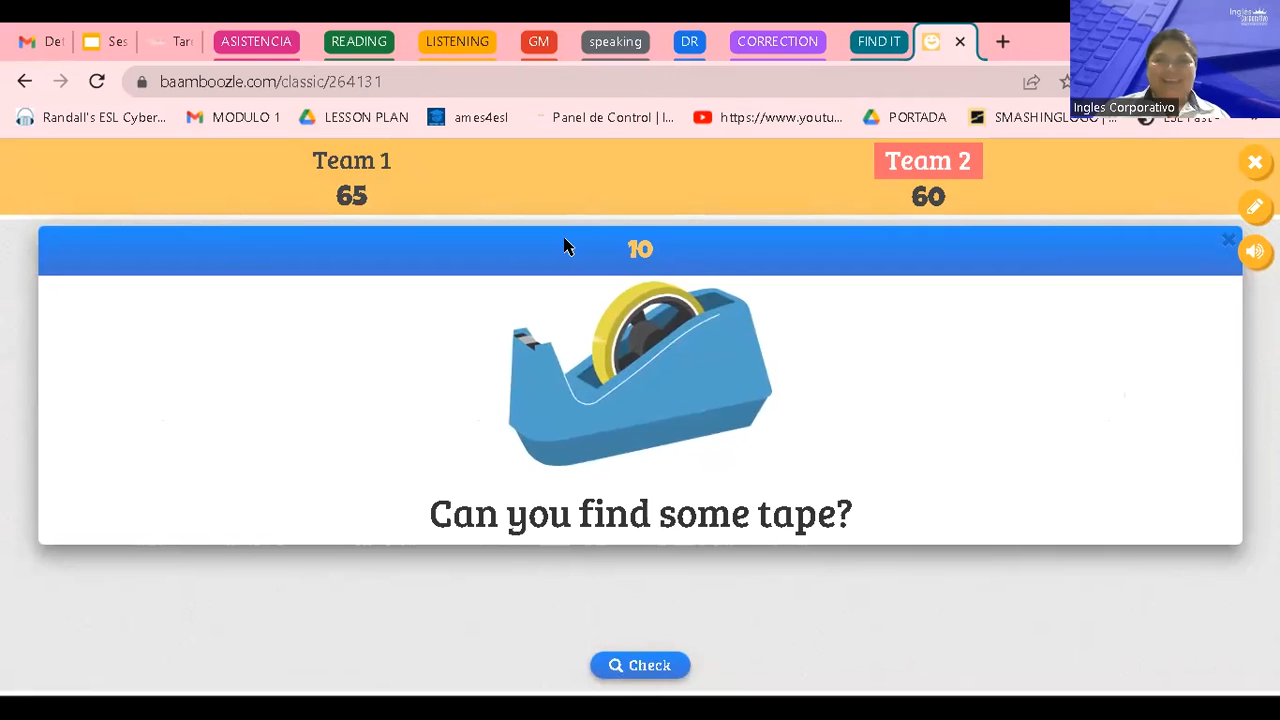 Def
Ses
Tar
ASISTENCIA
READING
LISTENING
GM
speaking
DR
CORRECTION
FIND IT
baamboozle.com/classic/264131
Ingles Corporativo
Randall's ESL Cyber...
MODULO 1
LESSON PLAN
ames4esl
Panel de Control | I...
https://www.youtu...
PORTADA
Team 1
65
Team 2
60
10
Can you find some tape?
Check